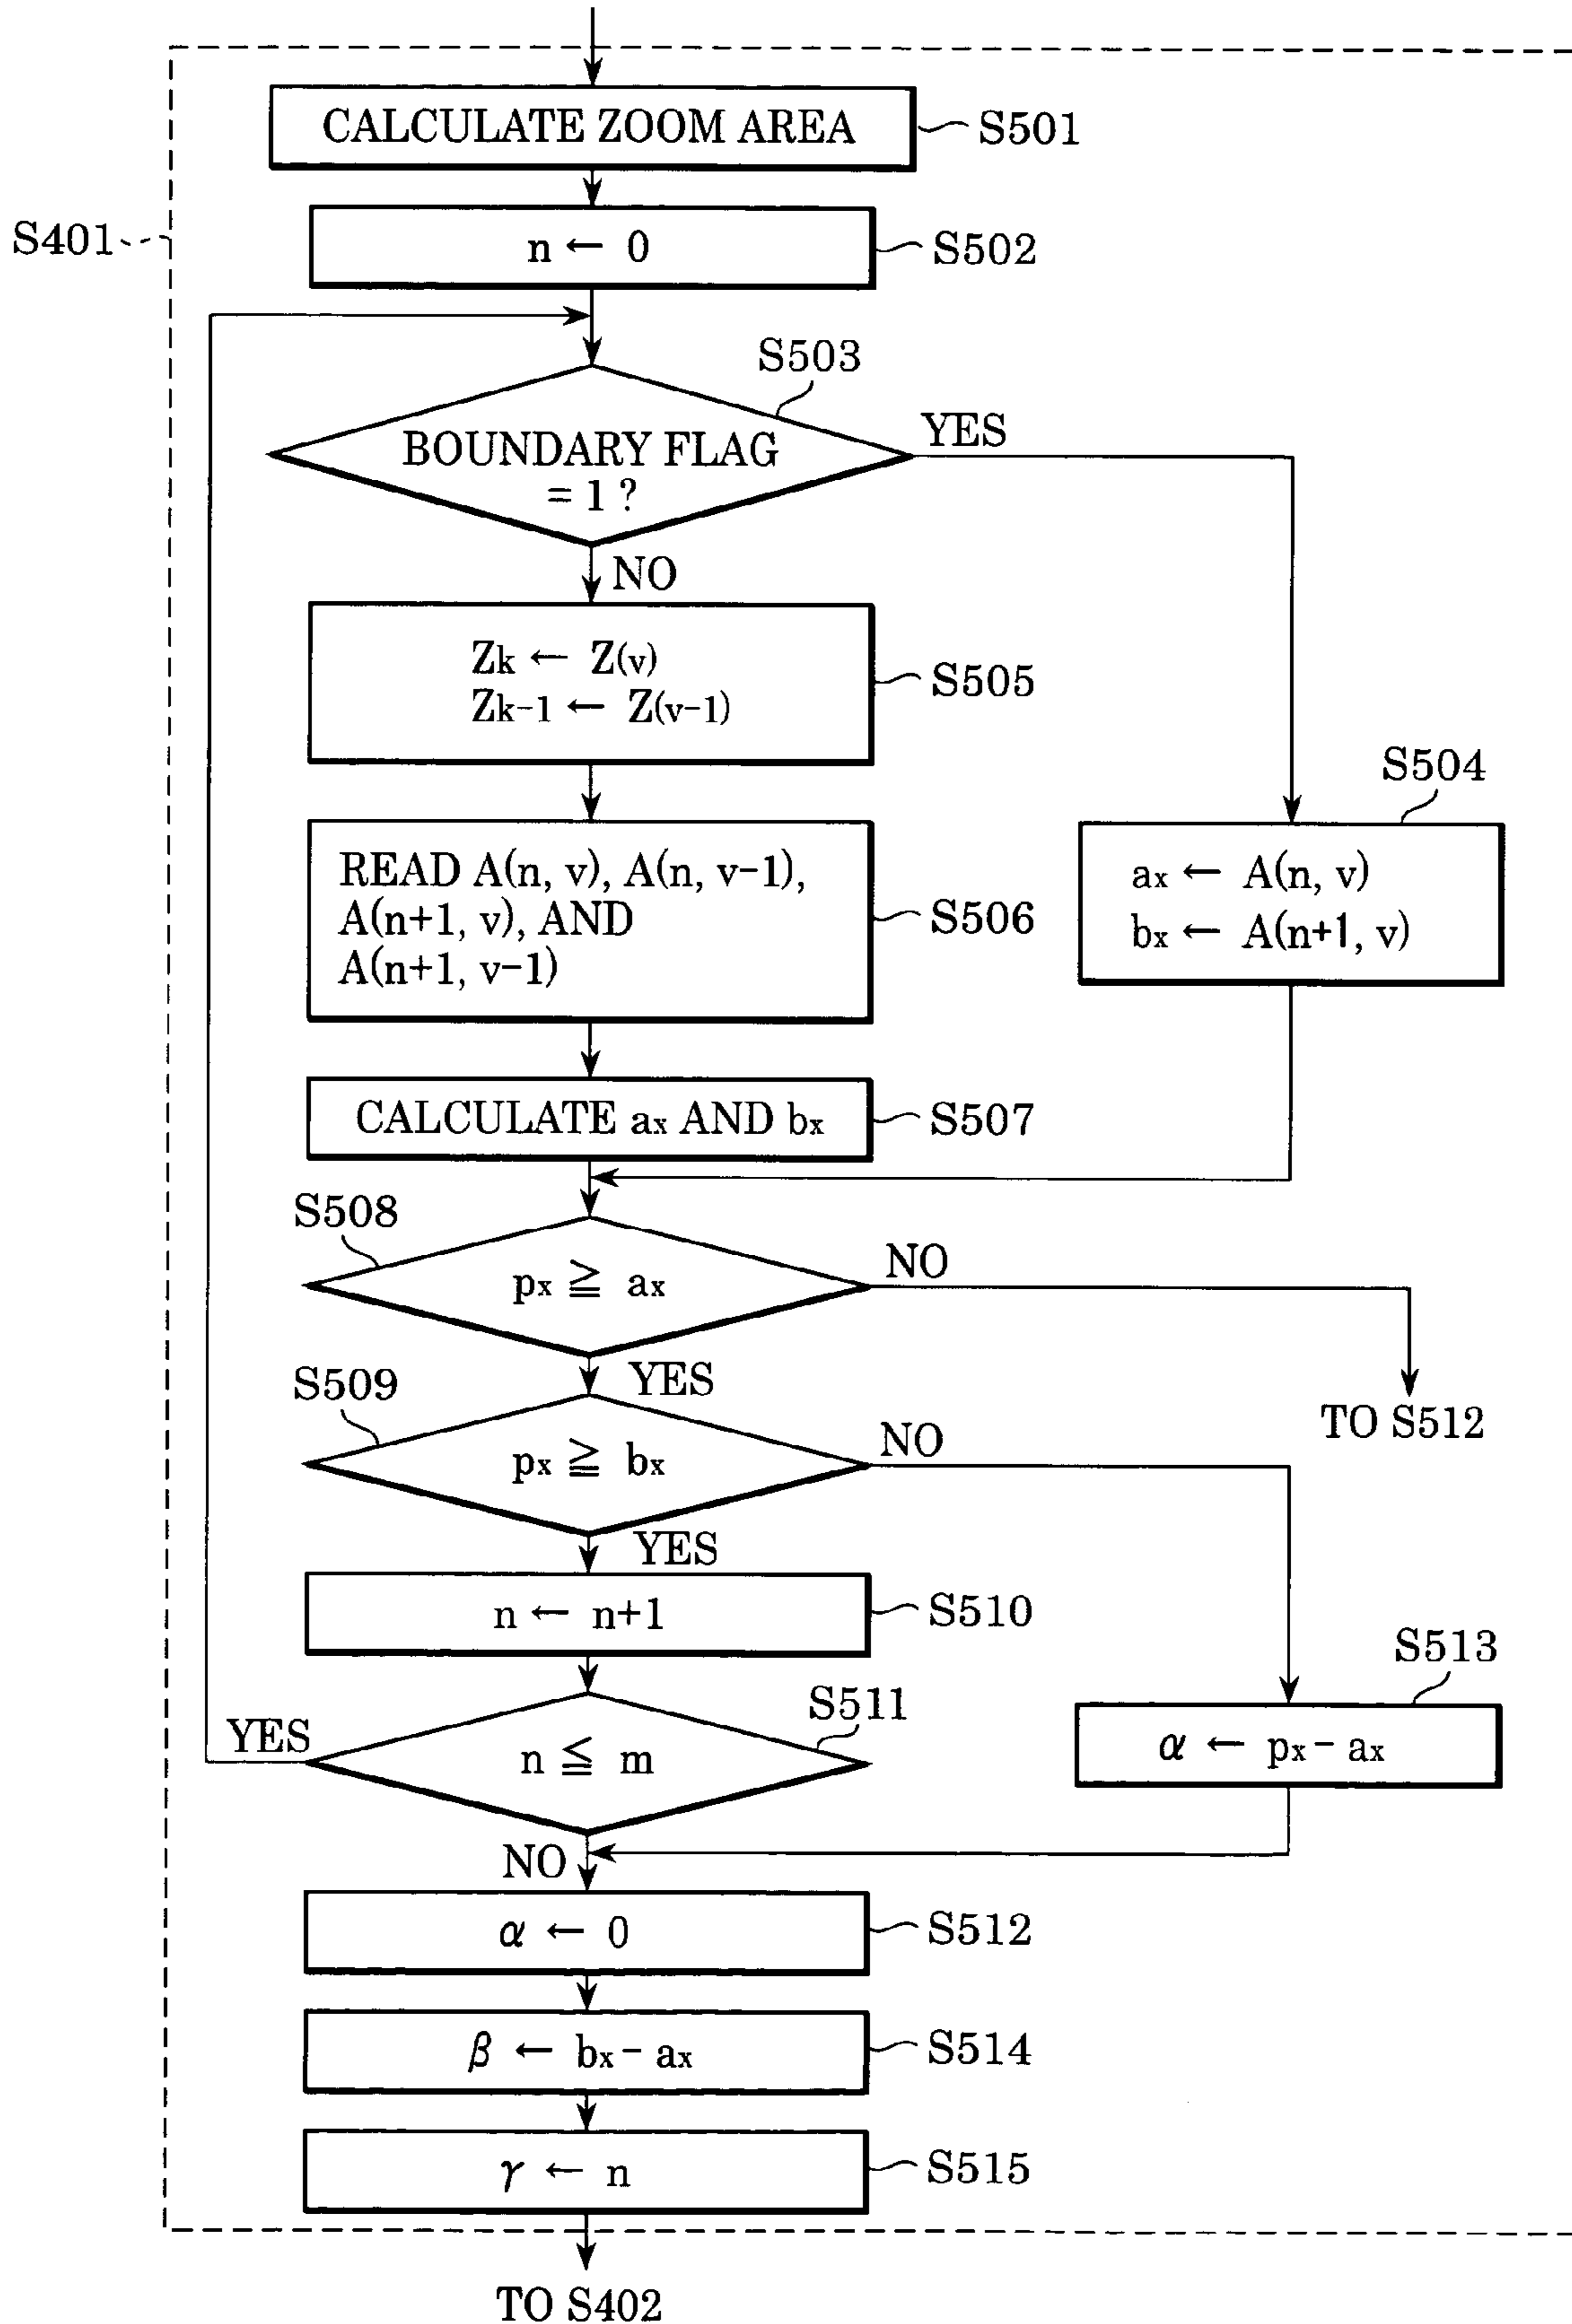 CALCULATE ZOOM AREA
S501
S401
n ← 0
S502
S503
BOUNDARY FLAG
= 1 ?
YES
NO
Zk ← Z(v)
Zk-1 ← Z(v-1)
S505
S504
ax ← A(n, v)
bx ← A(n+1, v)
READ A(n, v), A(n, v-1),
A(n+1, v), AND
A(n+1, v-1)
S506
CALCULATE ax AND bx
S507
S508
px ≧ ax
NO
TO S512
YES
S509
px ≧ bx
NO
YES
n ← n+1
S510
S513
α ← px - ax
S511
YES
n ≦ m
NO
α ← 0
S512
β ← bx - ax
S514
γ ← n
S515
TO S402